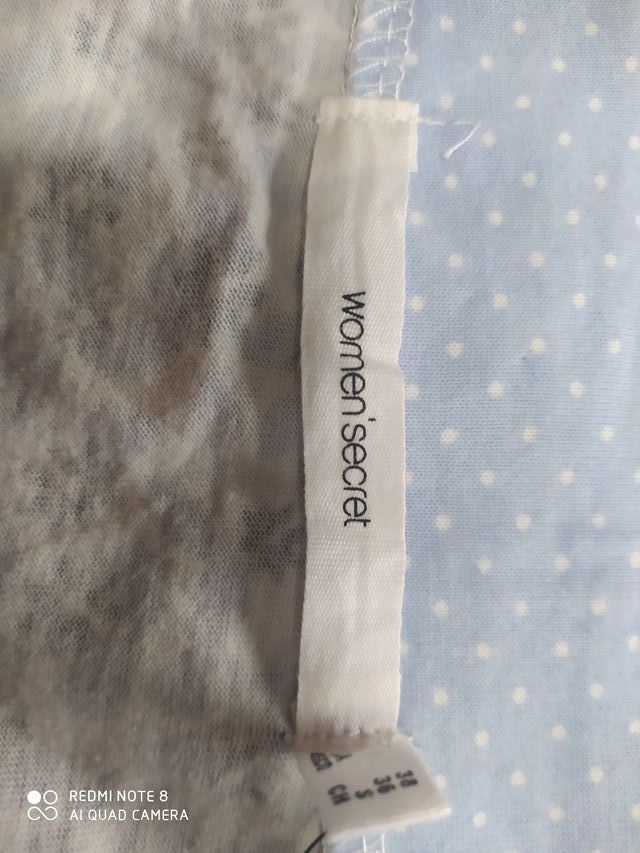 women'secret
38
36
S
CH
REDMI NOTE 8
AI QUAD CAMERA